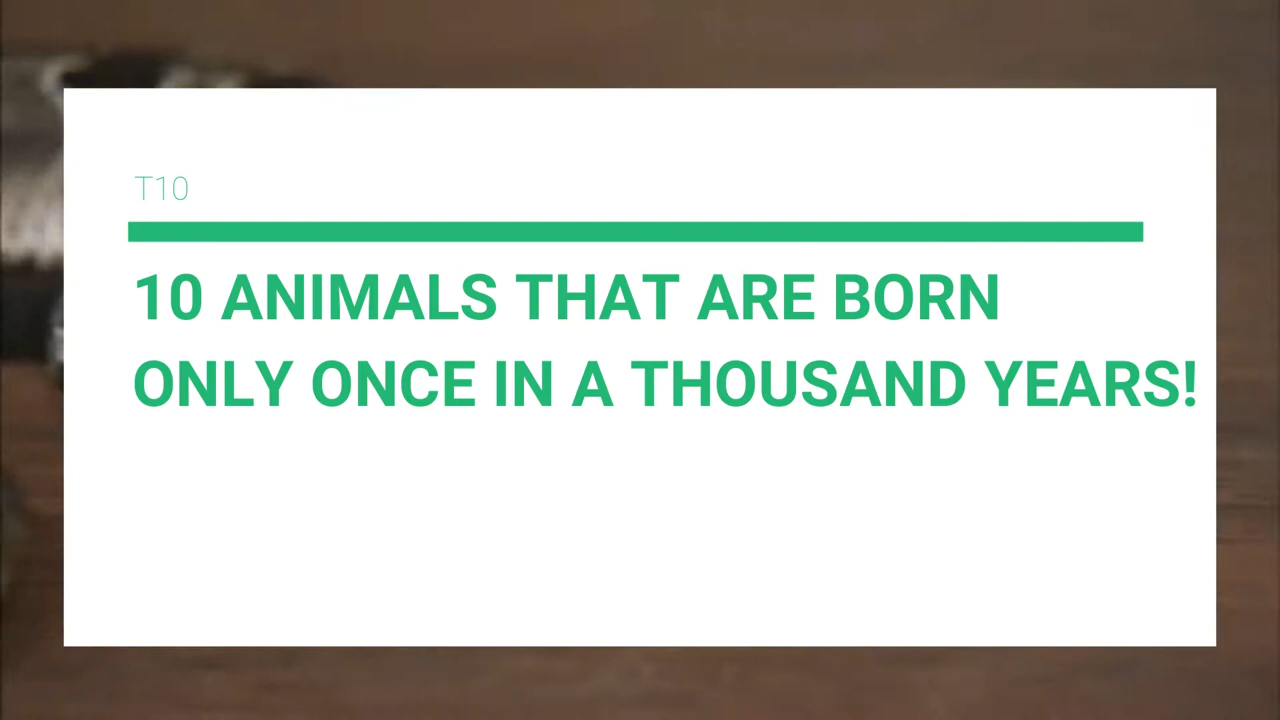 T10
10 ANIMALS THAT ARE BORN
ONLY ONCE IN A THOUSAND YEARS!